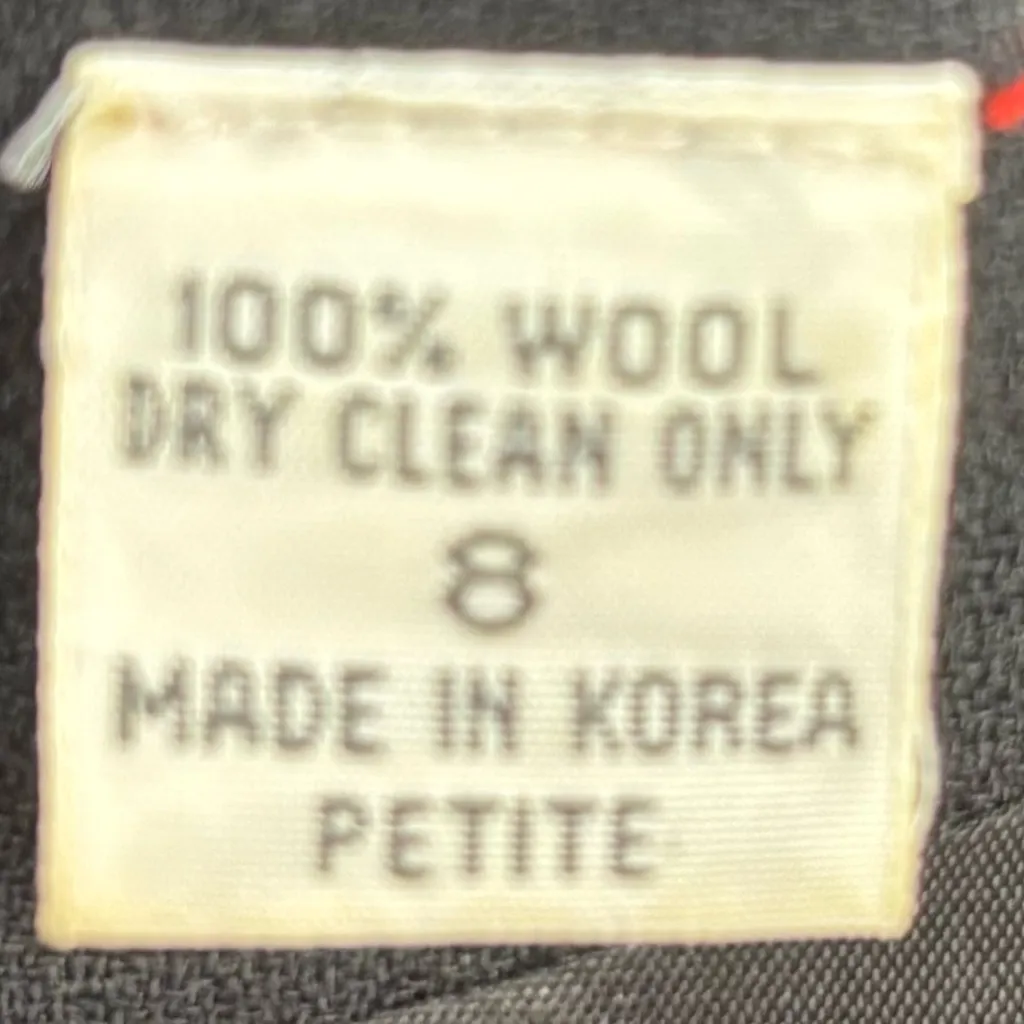 100% WOOL
DRY CLEAN ONLY
8
MADE IN KOREA
PETITE